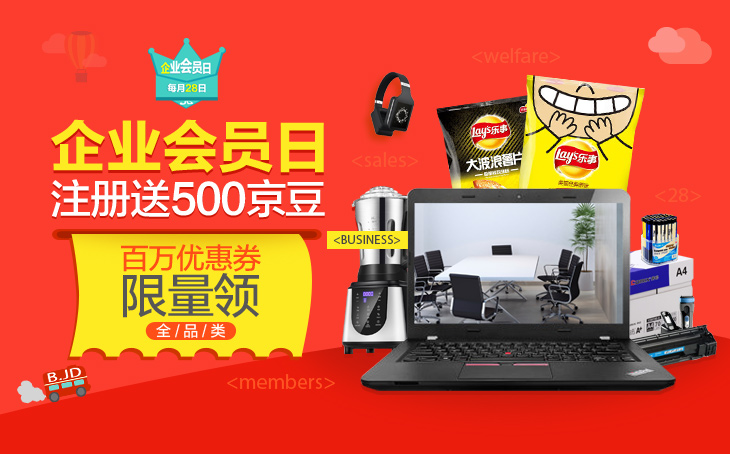 企业会员日
每月28日
企业会员日
注册送500京豆
百万优惠券
限量领
全/品/类
B.JD
<welfare>
<sales>
<BUSINESS>
<28>
<members>
Lay's乐事
大波浪薯片
Lay's乐事
A4
ThinkPad